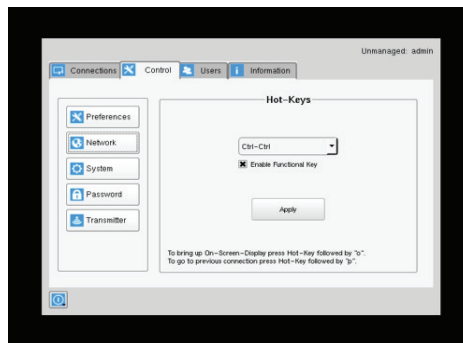 Unmanaged: admin
Connections Control Users Information
Hot-Keys
Preferences
Network
System
Password
Transmitter
Ctrl-Ctrl
Enable Functional Key
Apply
To bring up On-Screen-Display press Hot-Key followed by "o".
To go to previous connection press Hot-Key followed by "p".